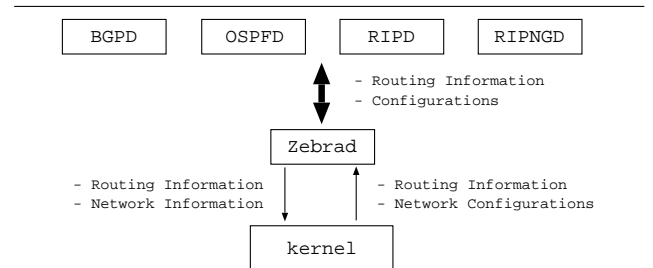 BGPD OSPFD RIPD RIPNGD
- Routing Information
- Configurations
Zebrad
- Routing Information
- Network Information
- Routing Information
- Network Configurations
kernel